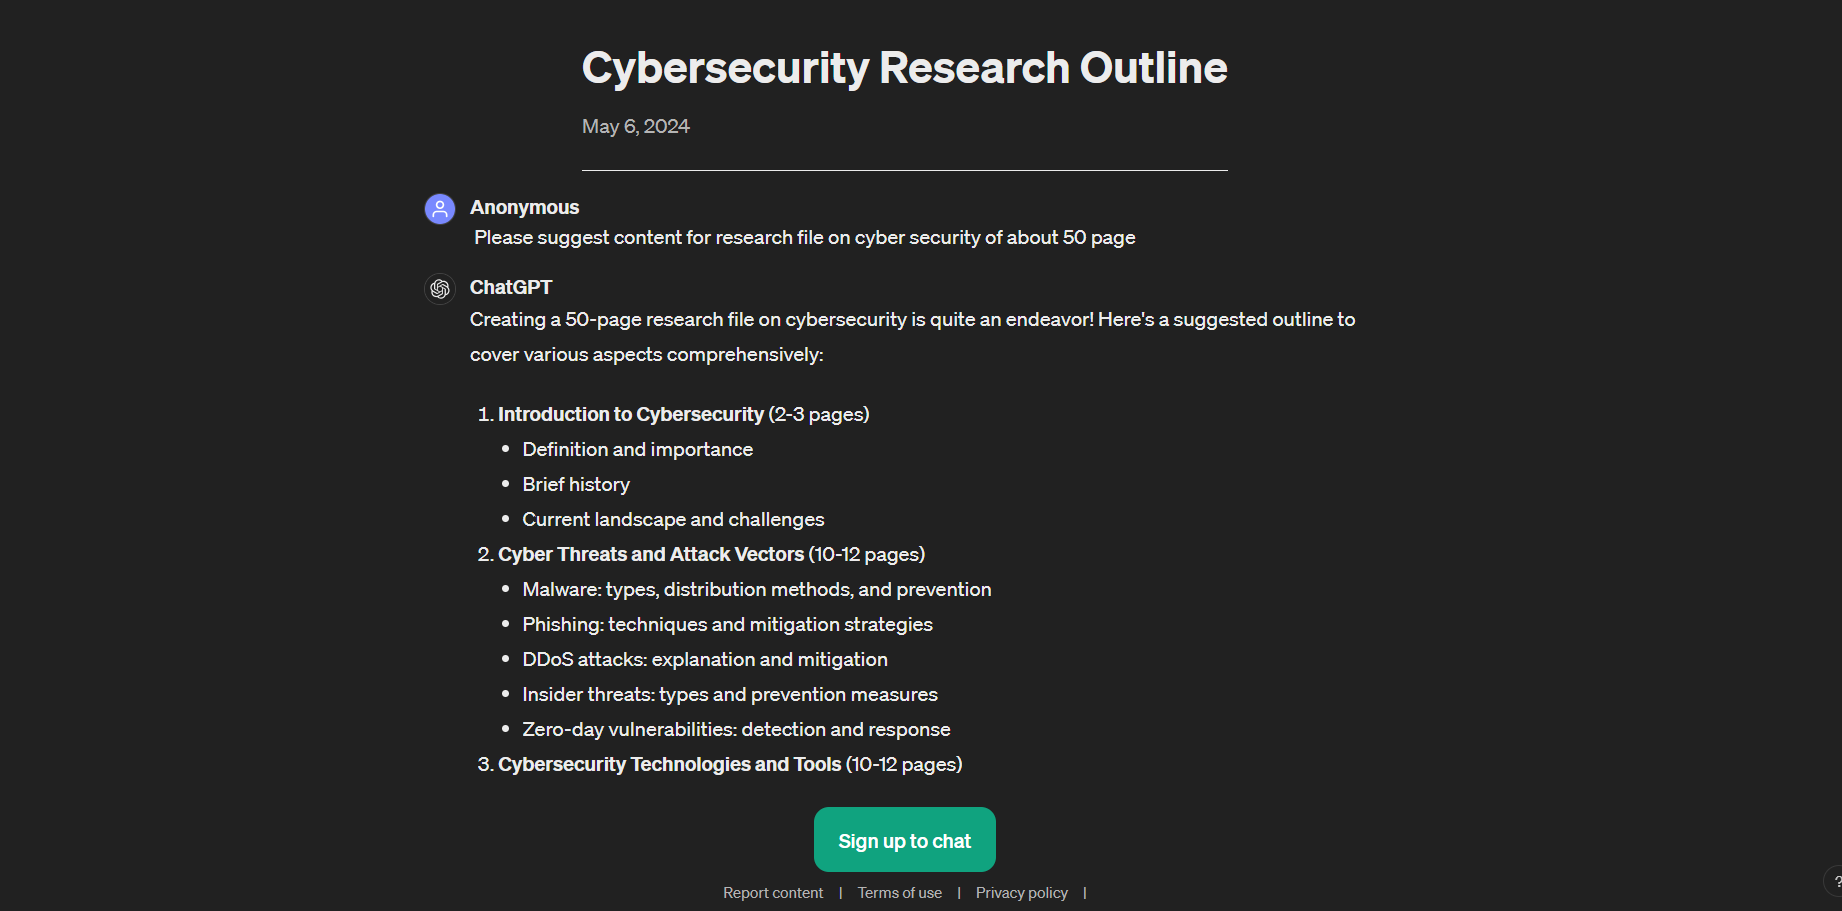 Cybersecurity Research Outline
May 6, 2024
Anonymous
Please suggest content for research file on cyber security of about 50 page
ChatGPT
Creating a 50-page research file on cybersecurity is quite an endeavor! Here's a suggested outline to
cover various aspects comprehensively:
1. Introduction to Cybersecurity (2-3 pages)
• Definition and importance
• Brief history
• Current landscape and challenges
2. Cyber Threats and Attack Vectors (10-12 pages)
• Malware: types, distribution methods, and prevention
• Phishing: techniques and mitigation strategies
• DDoS attacks: explanation and mitigation
• Insider threats: types and prevention measures
• Zero-day vulnerabilities: detection and response
3. Cybersecurity Technologies and Tools (10-12 pages)
Sign up to chat
Report content | Terms of use | Privacy policy |
?